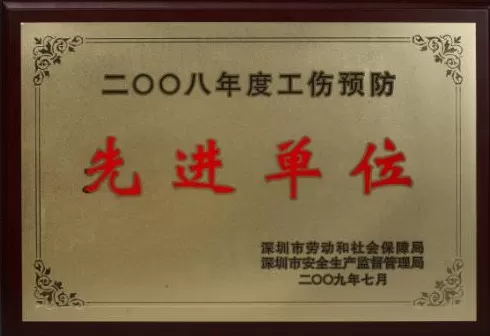 二〇〇八年度工伤预防
先进单位
深圳市劳动和社会保障局
深圳市安全生产监督管理局
二〇〇九年七月